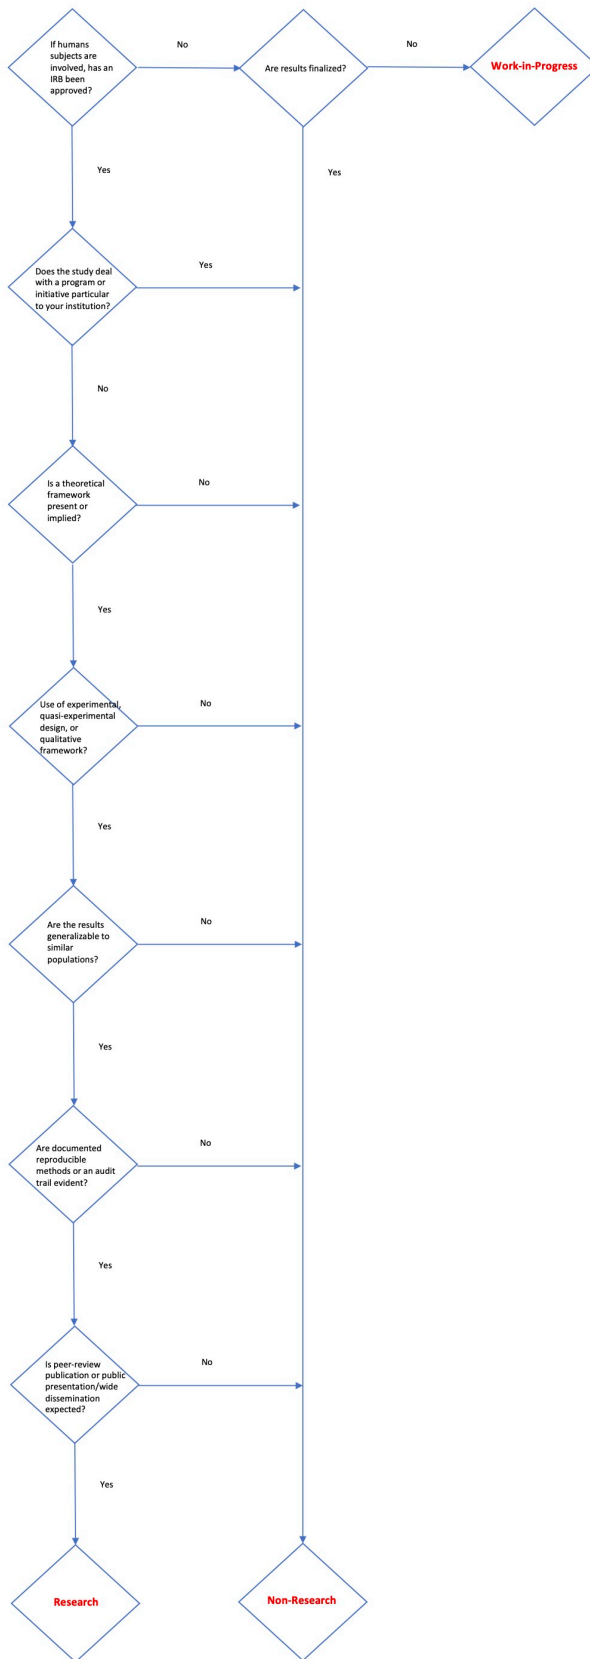 If humans
subjects are
involved, has an
IRB been
approved?
No
Are results finalized?
No
Work-in-Progress
Yes
Yes
Does the study deal
with a program or
initiative particular
to your institution?
Yes
No
Is a theoretical
framework
present or
implied?
No
Yes
Use of experimental,
quasi-experimental
design, or
qualitative
framework?
No
Yes
Are the results
generalizable to
similar
populations?
No
Yes
Are documented
reproducible
methods or an audit
trail evident?
No
Yes
Is peer-review
publication or public
presentation/wide
dissemination
expected?
No
Yes
Research
Non-Research